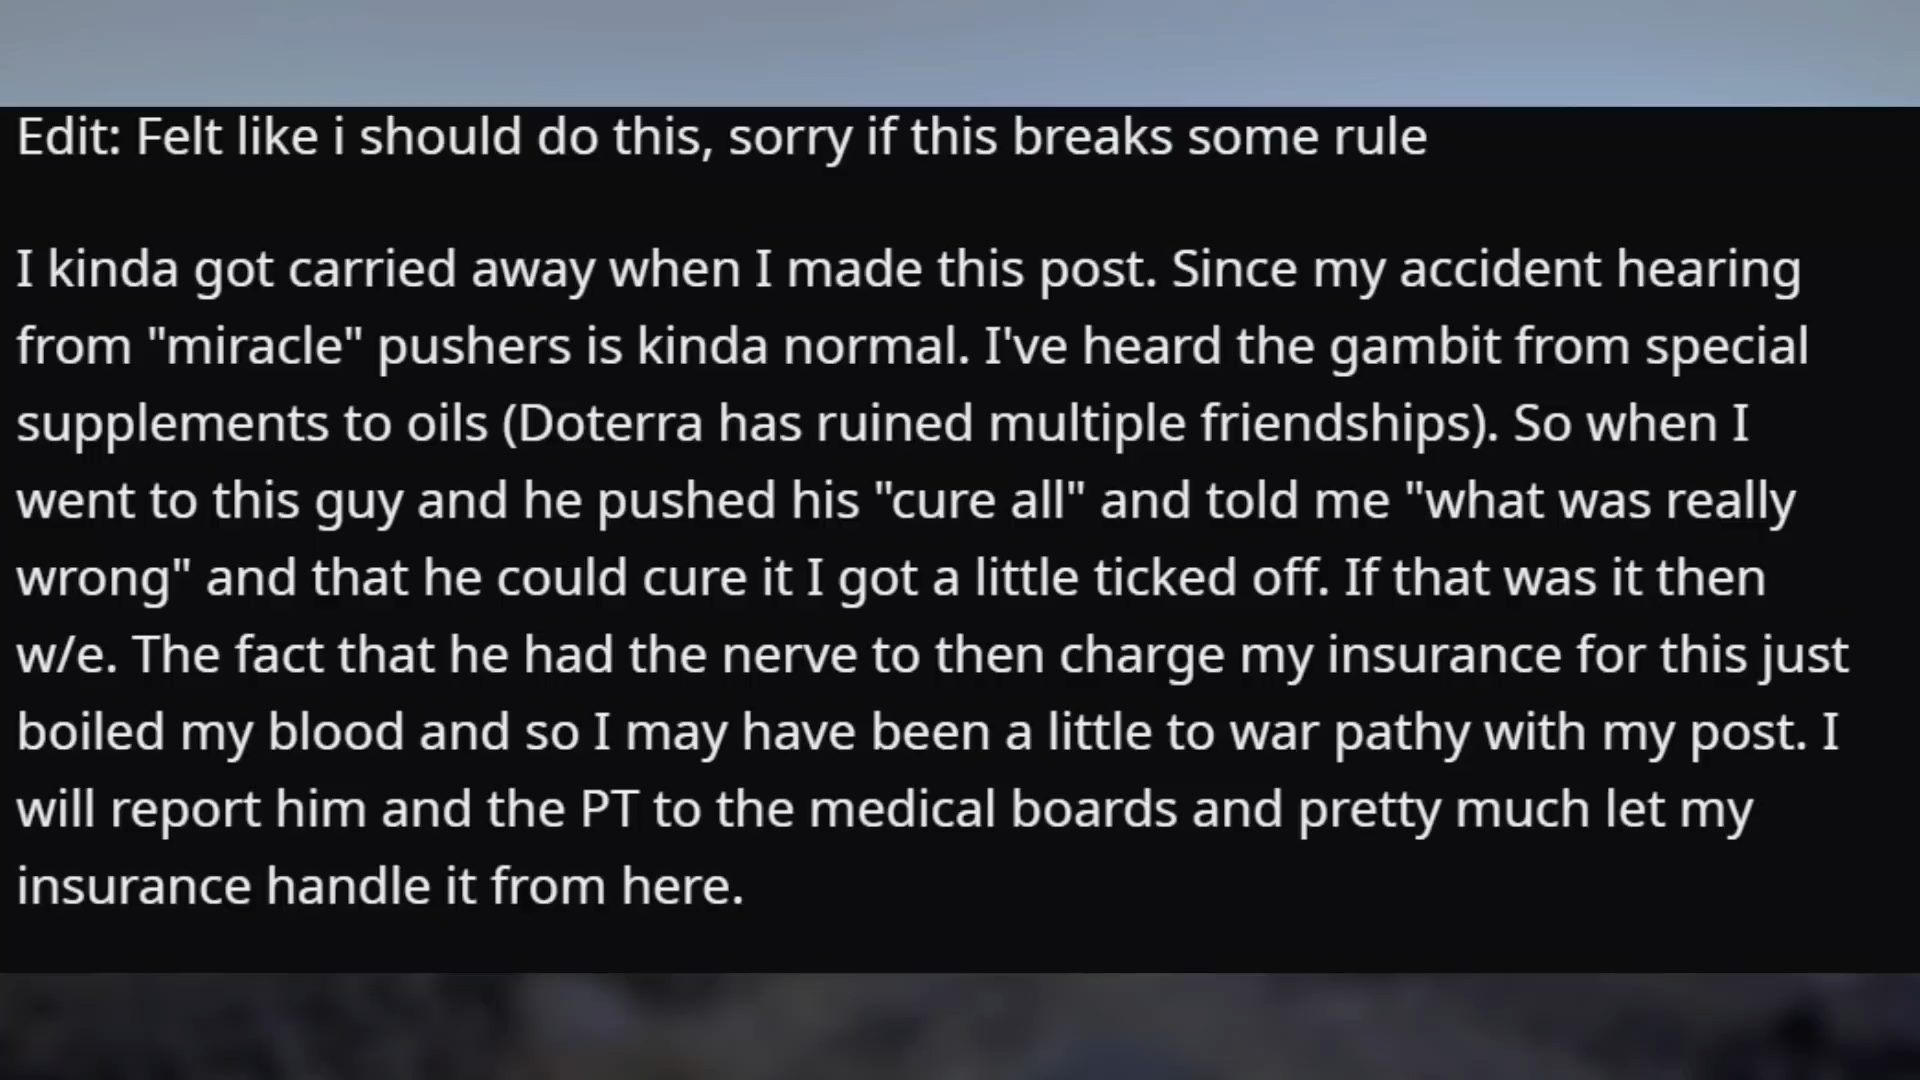 Edit: Felt like i should do this, sorry if this breaks some rule
I kinda got carried away when I made this post. Since my accident hearing
from "miracle" pushers is kinda normal. I've heard the gambit from special
supplements to oils (Doterra has ruined multiple friendships). So when I
went to this guy and he pushed his "cure all" and told me "what was really
wrong" and that he could cure it I got a little ticked off. If that was it then
w/e. The fact that he had the nerve to then charge my insurance for this just
boiled my blood and so I may have been a little to war pathy with my post. I
will report him and the PT to the medical boards and pretty much let my
insurance handle it from here.